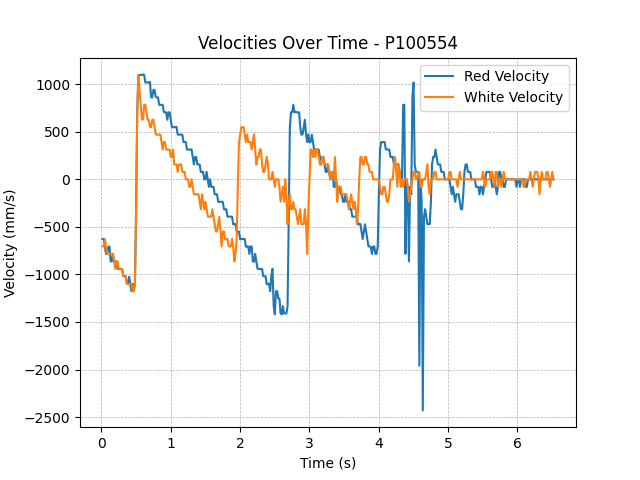 Velocities Over Time - P100554
Red Velocity
White Velocity
Velocity (mm/s)
1000
500
0
−500
−1000
−1500
−2000
−2500
0 1 2 3 4 5 6
Time (s)